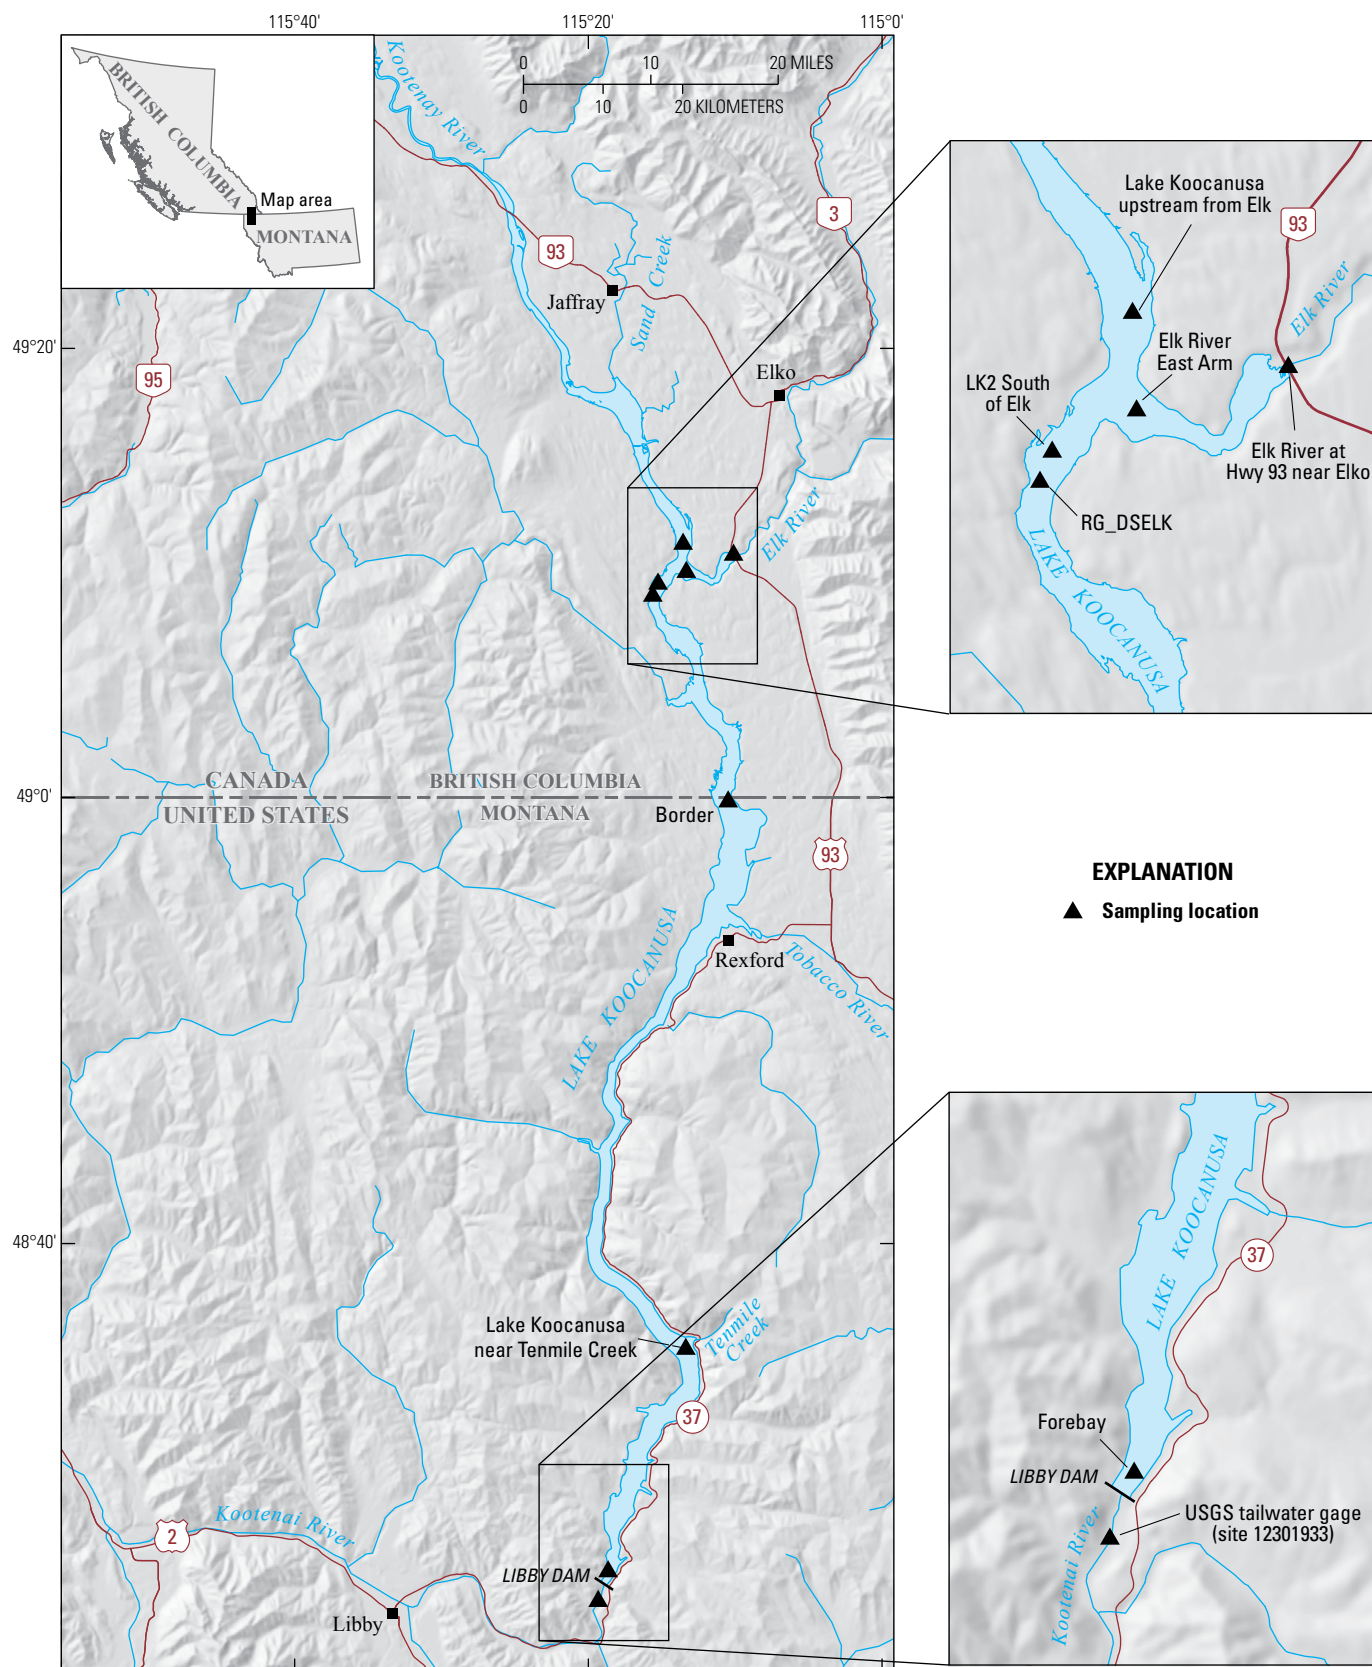 115°40'
115°20'
115°0'
BRITISH COLUMBIA
Map area
MONTANA
Kootenay River
0 10 20 MILES
0 10 20 KILOMETERS
3
93
Jaffray
Sand Creek
49°20'
95
Elko
Elk River
CANADA
BRITISH COLUMBIA
49°0'
UNITED STATES
MONTANA
Border
93
LAKE KOOCANUSA
Rexford
Tobacco River
48°40'
Lake Koocanusa
near Tenmile Creek
Tenmile
Creek
37
2
Kootenai River
LIBBY DAM
Libby
Lake Koocanusa
upstream from Elk
93
Elk River
Elk River
East Arm
LK2 South
of Elk
Elk River at
Hwy 93 near Elko
RG_DSELK
LAKE KOOCANUSA
EXPLANATION
Sampling location
LAKE KOOCANUSA
37
Forebay
LIBBY DAM
USGS tailwater gage
(site 12301933)
Kootenai River